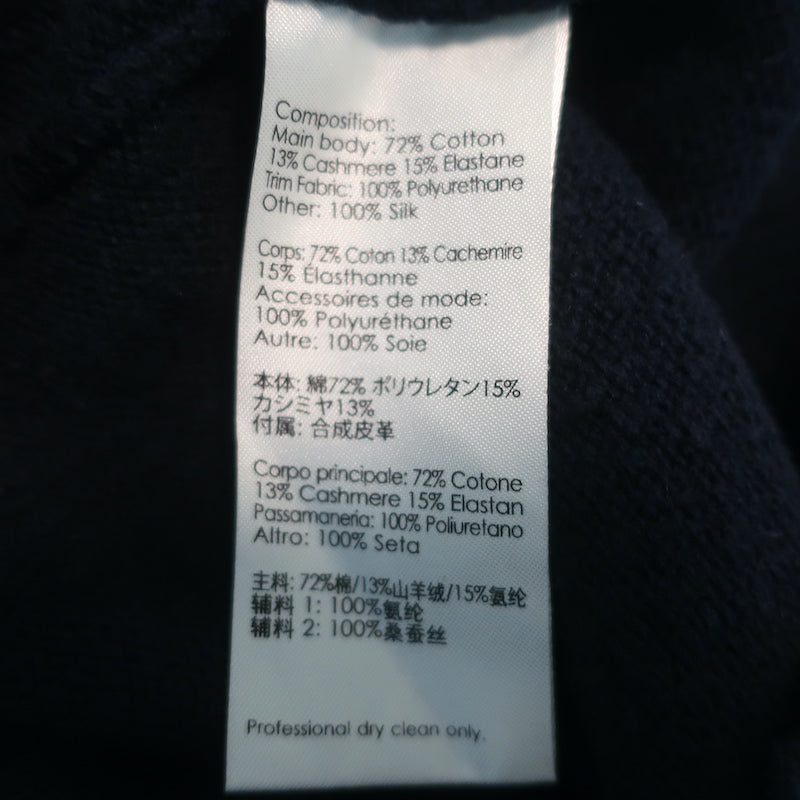 Composition:
Main body: 72% Cotton
13% Cashmere 15% Elastane
Trim Fabric: 100% Polyurethane
Other: 100% Silk
Corps: 72% Coton 13% Cachemire
15% Élasthanne
Accessoires de mode:
100% Polyuréthane
Autre: 100% Soie
本体: 綿72% ポリウレタン15%
カシミヤ13%
付属: 合成皮革
Corpo principale: 72% Cotone
13% Cashmere 15% Elastan
Passamaneria: 100% Poliuretano
Altro: 100% Seta
主料: 72%棉/13%山羊绒/15%氨纶
辅料 1: 100%氨纶
辅料 2: 100%桑蚕丝
Professional dry clean only.